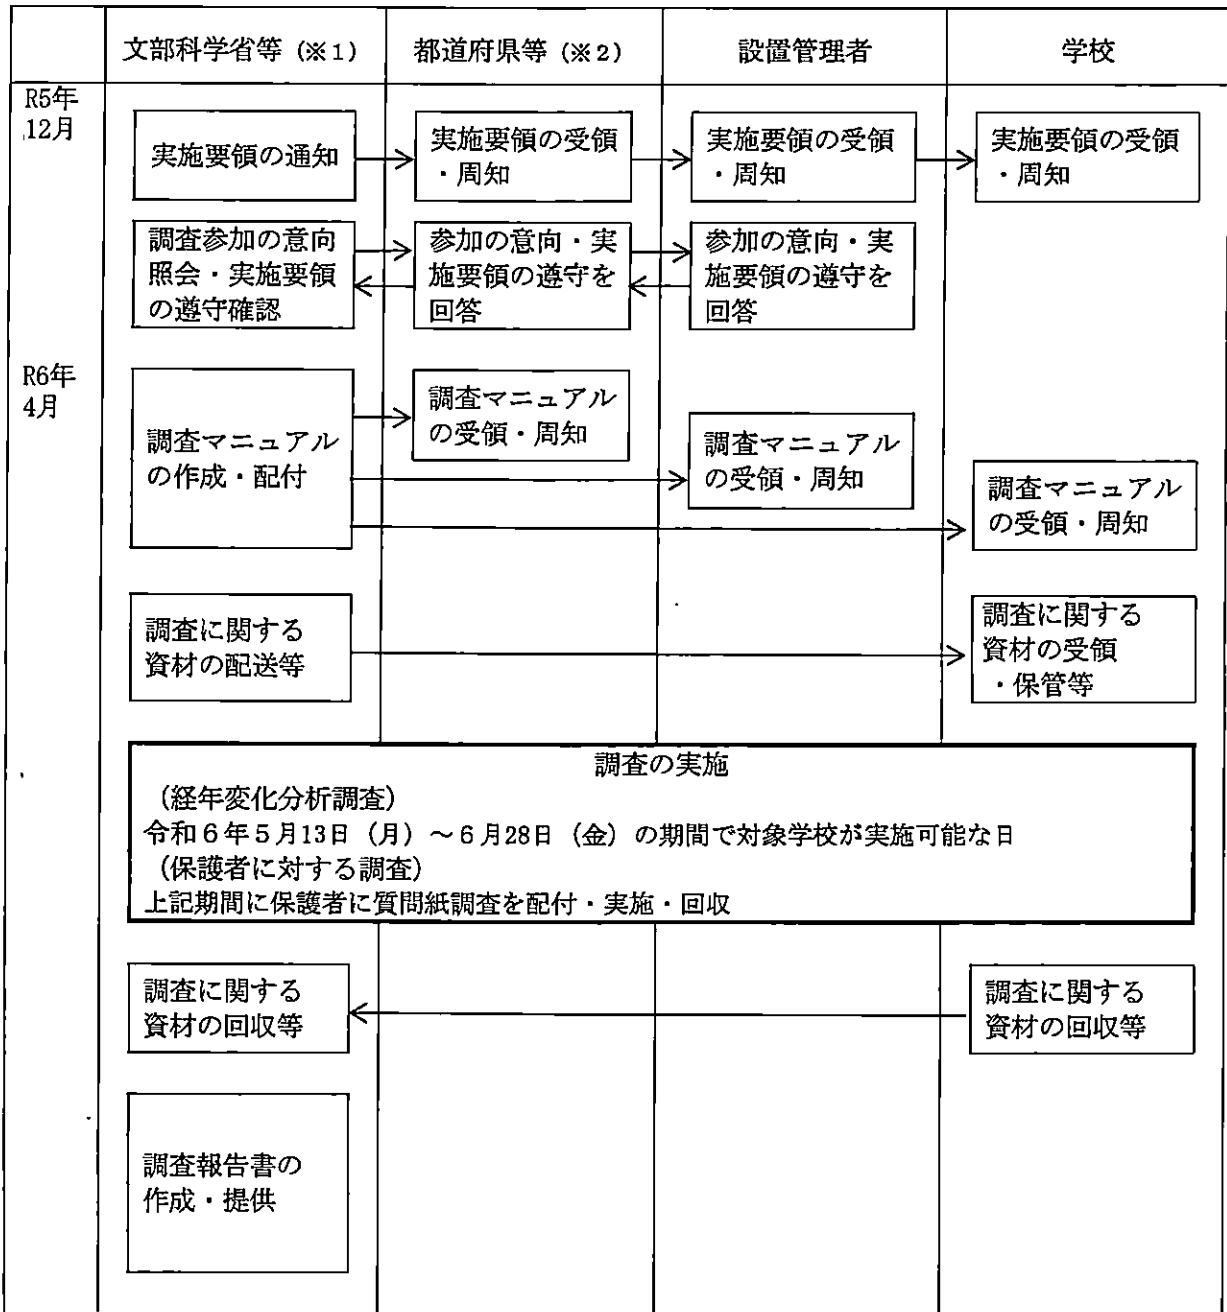 文部科学省等(※1)
都道府県等(※2)
設置管理者
学校
R5年
12月
実施要領の通知
実施要領の受領
・周知
実施要領の受領
・周知
実施要領の受領
・周知
調査参加の意向
照会・実施要領
の遵守確認
参加の意向・実
施要領の遵守を
回答
参加の意向・実
施要領の遵守を
回答
R6年
4月
調査マニュアル
の作成・配付
調査マニュアル
の受領・周知
調査マニュアル
の受領・周知
調査マニュアル
の受領・周知
調査に関する
資材の配送等
調査に関する
資材の受領
・保管等
調査の実施
(経年変化分析調査)
令和6年5月13日(月)~6月28日(金)の期間で対象学校が実施可能な日
(保護者に対する調査)
上記期間に保護者に質問紙調査を配付・実施・回収
調査に関する
資材の回収等
調査に関する
資材の回収等
調査報告書の
作成・提供